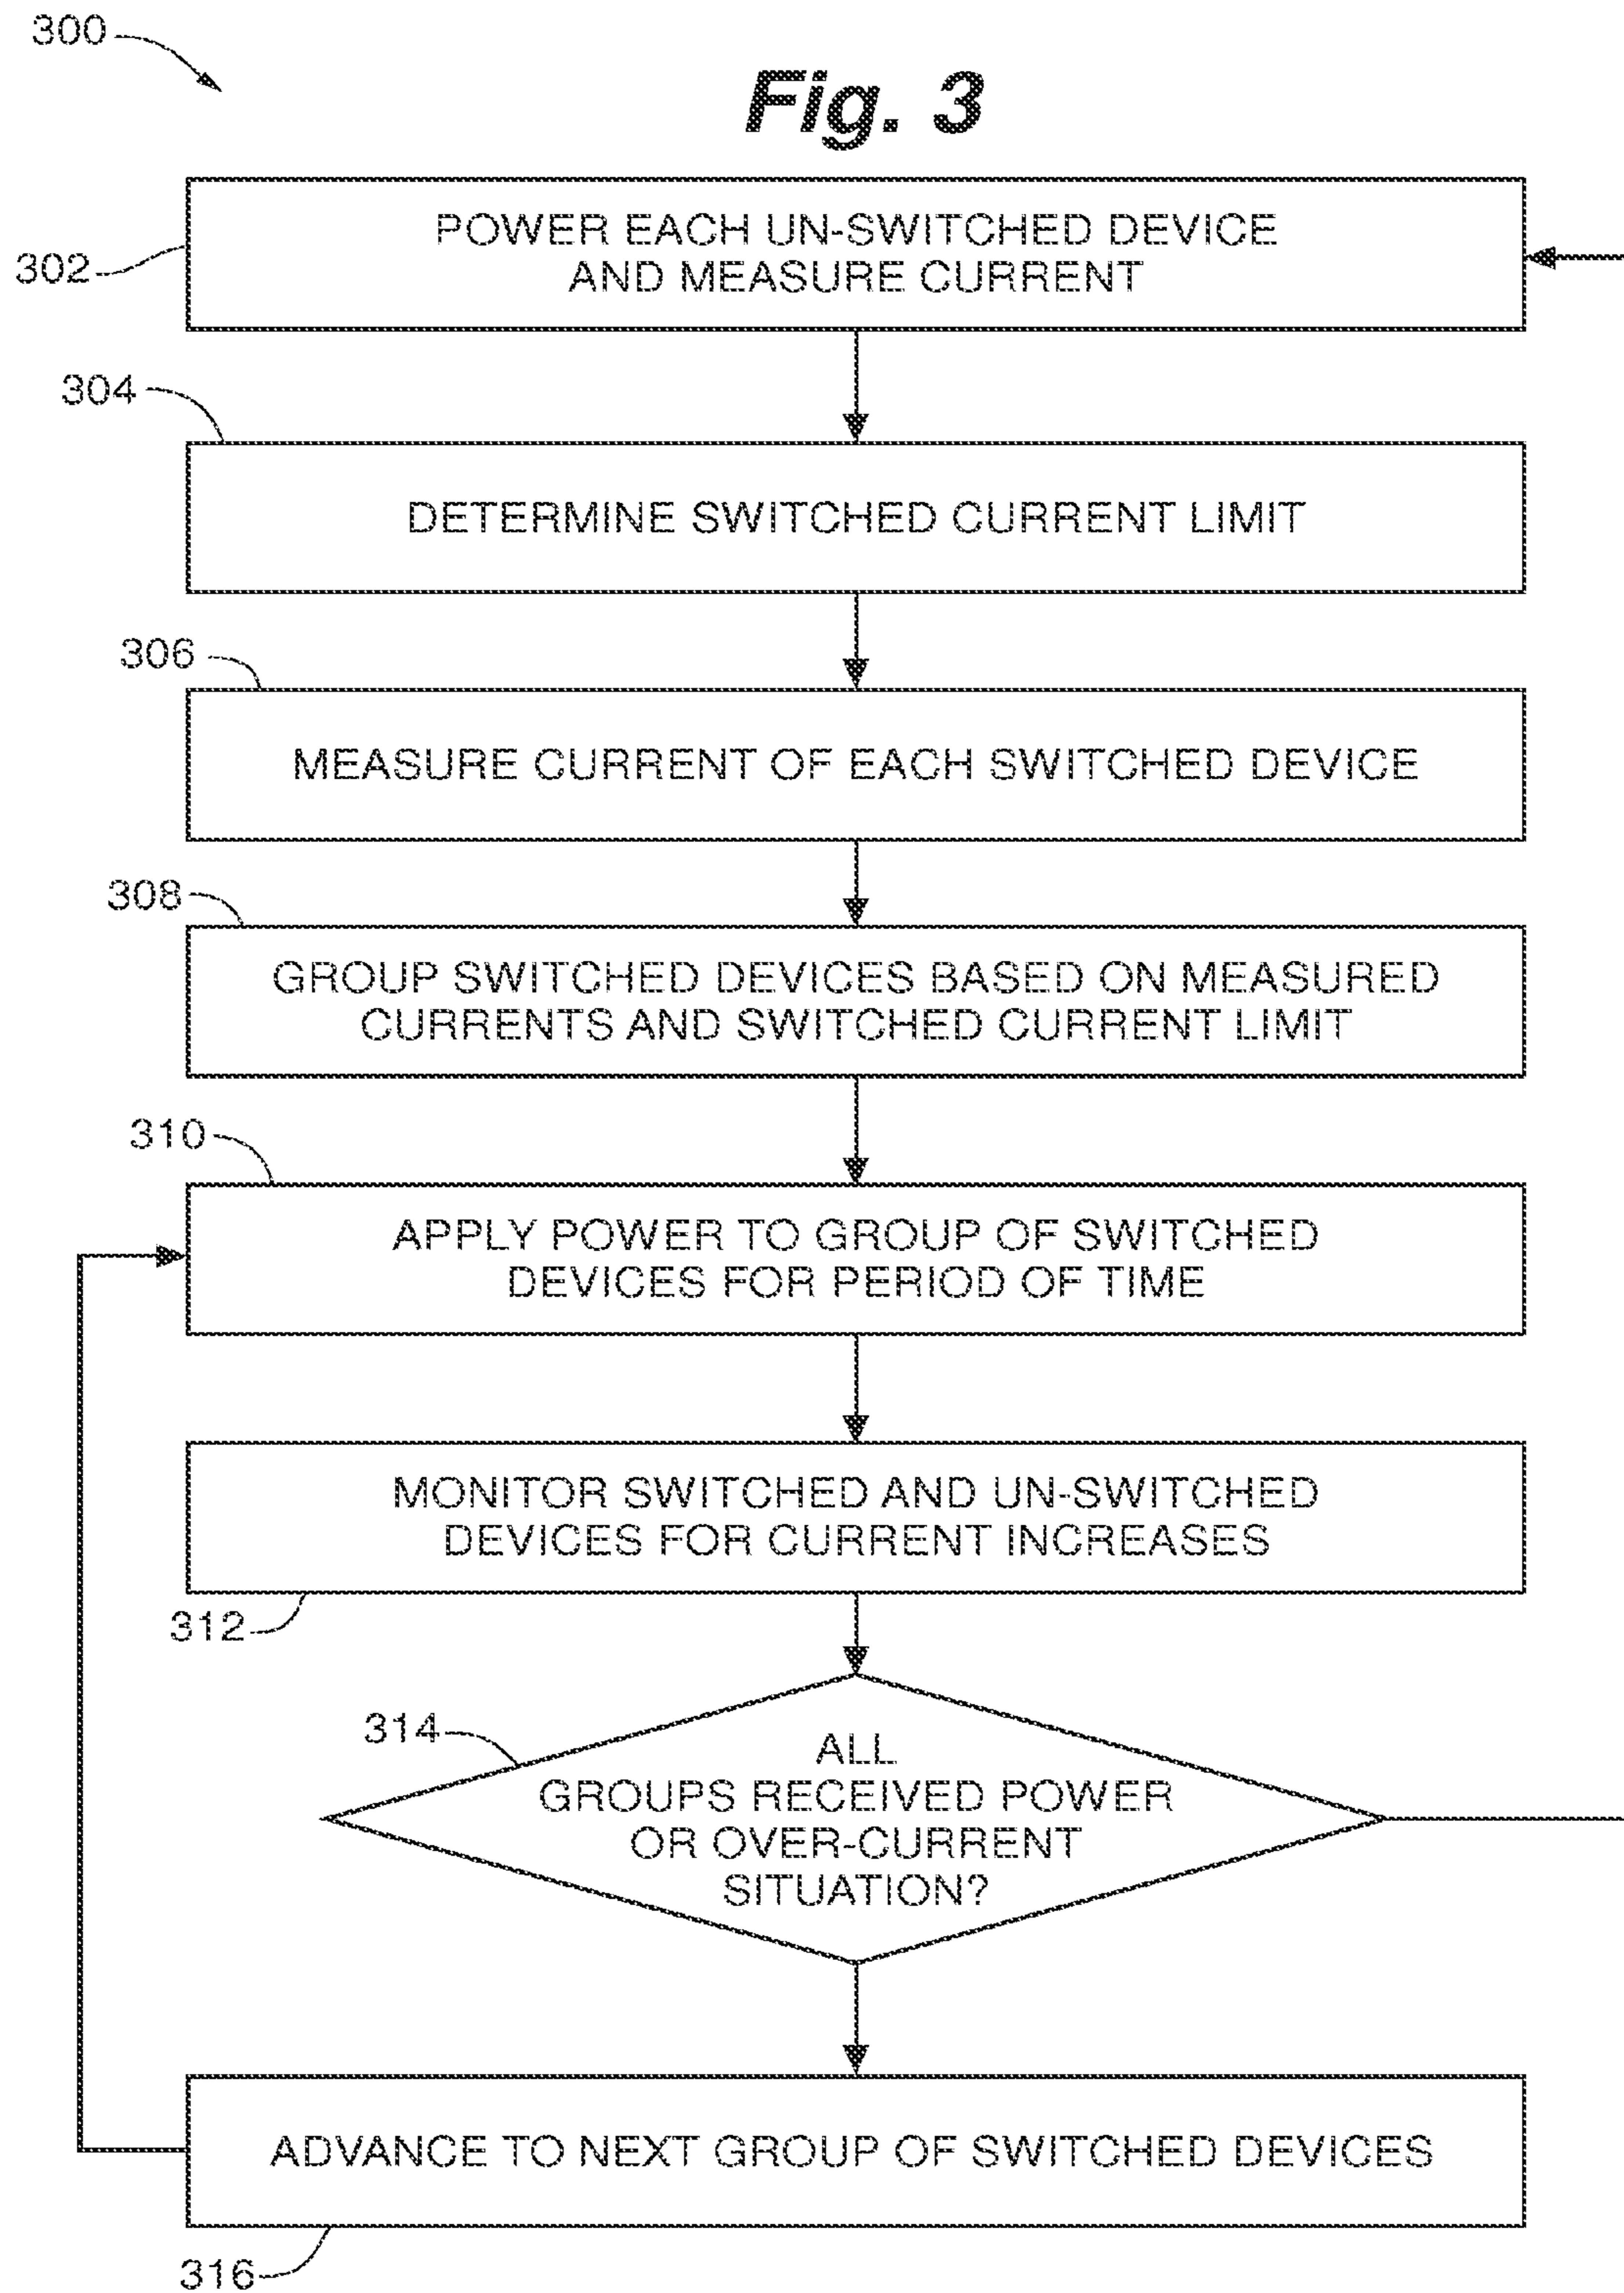 300
Fig. 3
302
POWER EACH UN-SWITCHED DEVICE
AND MEASURE CURRENT
304
DETERMINE SWITCHED CURRENT LIMIT
306
MEASURE CURRENT OF EACH SWITCHED DEVICE
308
GROUP SWITCHED DEVICES BASED ON MEASURED
CURRENTS AND SWITCHED CURRENT LIMIT
310
APPLY POWER TO GROUP OF SWITCHED
DEVICES FOR PERIOD OF TIME
MONITOR SWITCHED AND UN-SWITCHED
DEVICES FOR CURRENT INCREASES
312
314
ALL
GROUPS RECEIVED POWER
OR OVER-CURRENT
SITUATION?
ADVANCE TO NEXT GROUP OF SWITCHED DEVICES
316